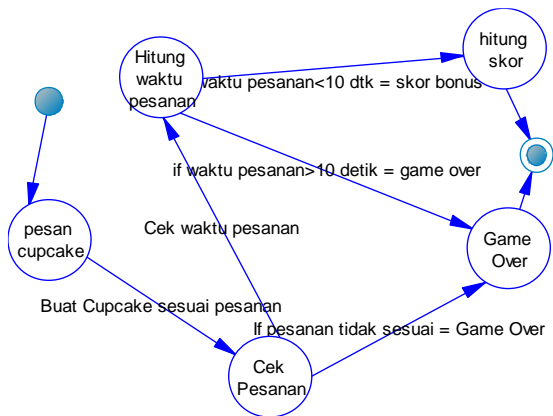 Hitung
waktu
pesanan
hitung
skor
waktu pesanan<10 dtk = skor bonus
if waktu pesanan>10 detik = game over
pesan
cupcake
Cek waktu pesanan
Game
Over
Buat Cupcake sesuai pesanan
If pesanan tidak sesuai = Game Over
Cek
Pesanan